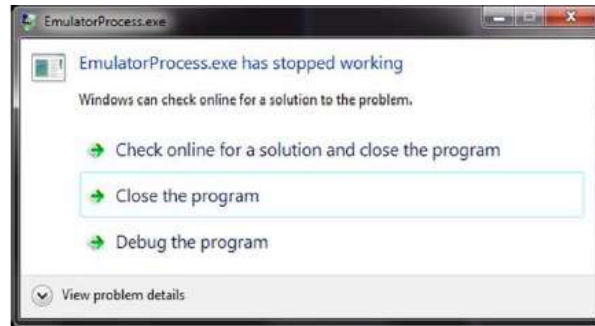 EmulatorProcess.exe
EmulatorProcess.exe has stopped working
Windows can check online for a solution to the problem.
Check online for a solution and close the program
Close the program
Debug the program
View problem details